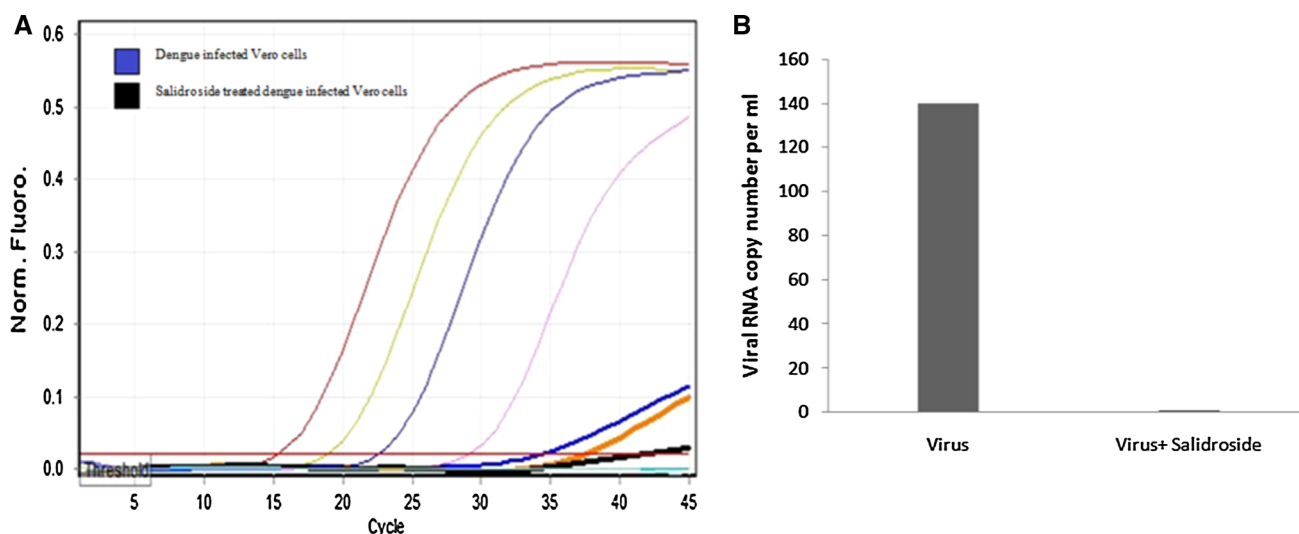 A
Dengue infected Vero cells
Salidroside treated dengue infected Vero cells
Norm. Fluoro.
0.6
0.5
0.4
0.3
0.2
0.1
0.0
Threshold
5 10 15 20 25 30 35 40 45
Cycle
B
Viral RNA copy number per ml
160
140
120
100
80
60
40
20
0
Virus
Virus+ Salidroside